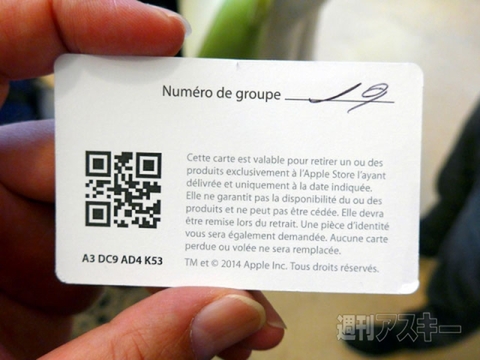 Numéro de groupe 19
Cette carte est valable pour retirer un ou des
produits exclusivement à l'Apple Store l'ayant
délivrée et uniquement à la date indiquée.
Elle ne garantit pas la disponibilité du ou des
produits et ne peut pas être cédée. Elle devra
être remise lors du retrait. Une pièce d'identité
vous sera également demandée. Aucune carte
perdue ou volée ne sera remplacée.
A3 DC9 AD4 K53
TM et © 2014 Apple Inc. Tous droits réservés.
週刊アスキー